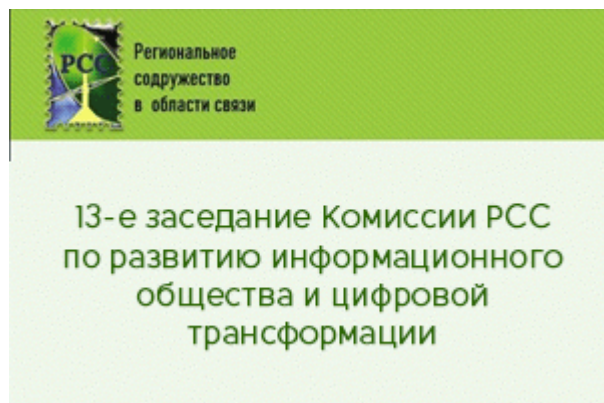 РСС
Региональное
содружество
в области связи
13-е заседание Комиссии РСС
по развитию информационного
общества и цифровой
трансформации